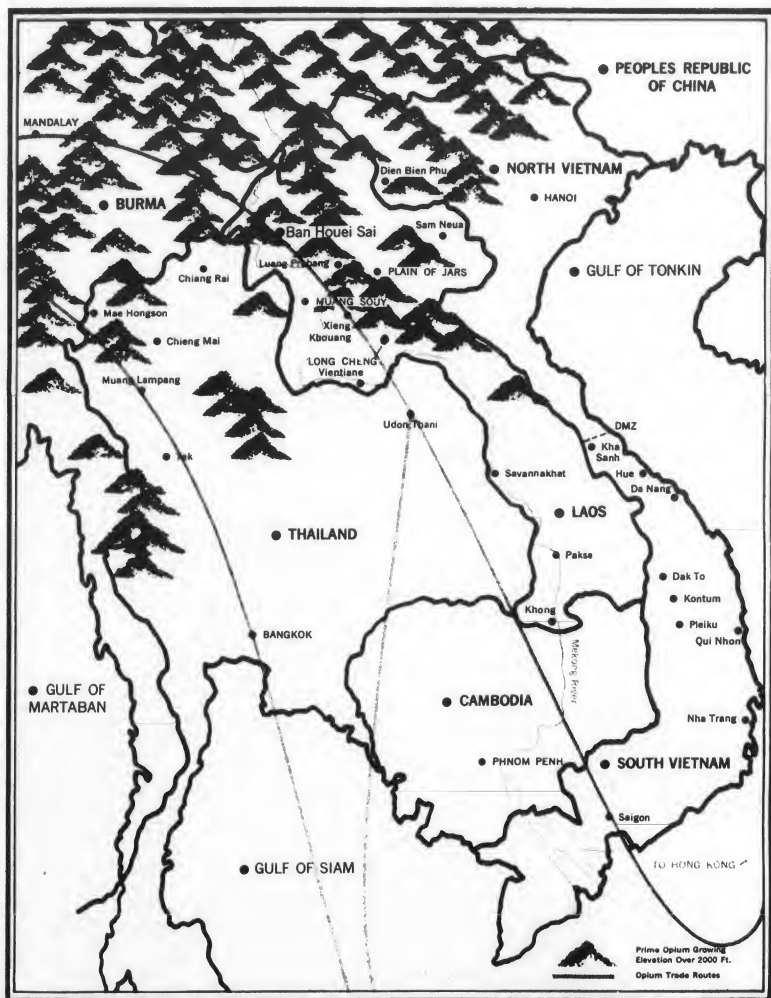 PEOPLES REPUBLIC
OF CHINA
MANDALAY
Dien Bien Phu
NORTH VIETNAM
HANOI
BURMA
Ban Houei Sai
Sam Neua
Luang Prabang
PLAIN OF JARS
GULF OF TONKIN
Chiang Rai
MUANG SOUY
Mae Hongson
Xieng
Kbouang
Chieng Mai
LONG CHENG
Vientiane
Muang Lampang
Udon Thani
DMZ
Kha
Sanh
Tek
Savannakhat
Hue
Da Nang
LAOS
THAILAND
Pakse
Dak To
Kontum
Khong
Pleiku
Qui Nhon
BANGKOK
Mekong River
GULF OF
MARTABAN
CAMBODIA
Nha Trang
PHNOM PENH
SOUTH VIETNAM
Saigon
TO HONG KONG
GULF OF SIAM
Prime Opium Growing
Elevation Over 2000 Ft.
Opium Trade Routes